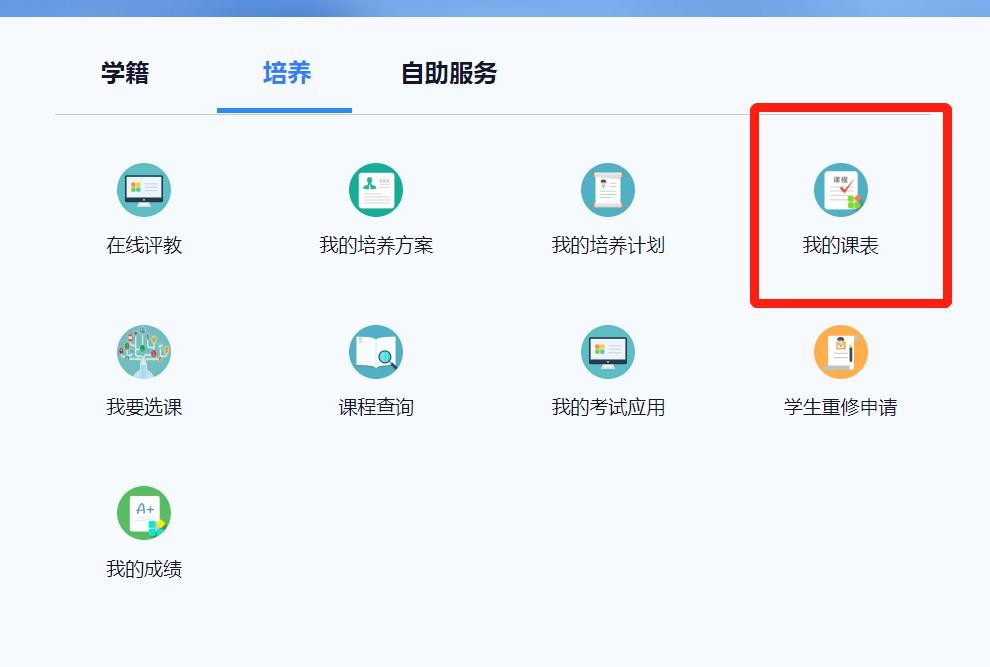 学籍 培养 自助服务
课程
在线评教 我的培养方案 我的培养计划 我的课表
我要选课 课程查询 我的考试应用 学生重修申请
A+
我的成绩